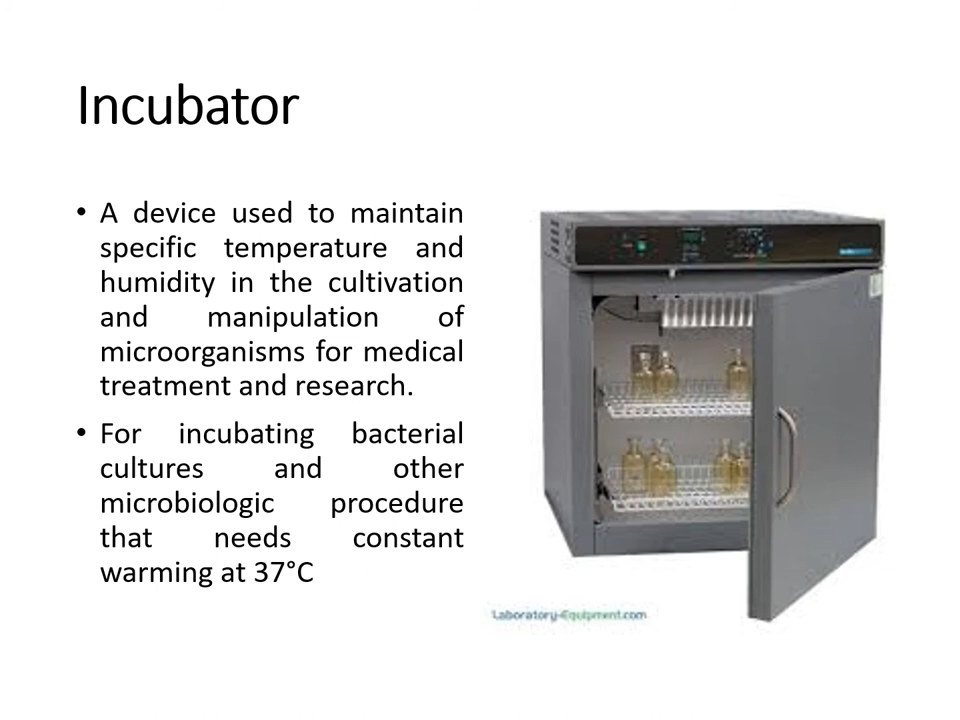 Incubator
• A device used to maintain
specific temperature and
humidity in the cultivation
and manipulation of
microorganisms for medical
treatment and research.
• For incubating bacterial
cultures and other
microbiologic procedure
that needs constant
warming at 37°C
Laboratory-Equipment.com